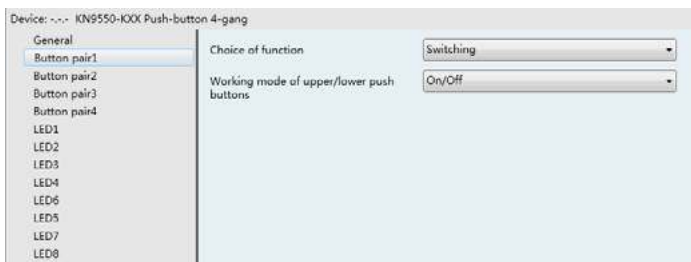 Device: -.-.- KN9550-KXX Push-button 4-gang
General
Button pair1
Button pair2
Button pair3
Button pair4
LED1
LED2
LED3
LED4
LED6
LED5
LED7
LED8
Choice of function
Switching
Working mode of upper/lower push
buttons
On/Off